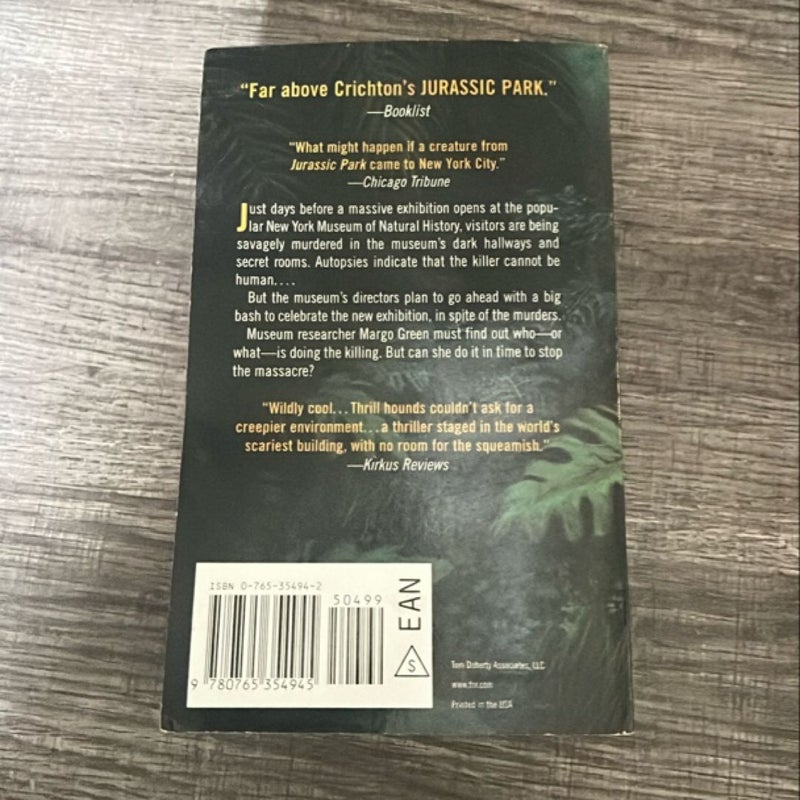 “Far above Crichton’s JURASSIC PARK.”
—Booklist
“What might happen if a creature from
Jurassic Park came to New York City.”
—Chicago Tribune
Just days before a massive exhibition opens at the popu-
lar New York Museum of Natural History, visitors are being
savagely murdered in the museum’s dark hallways and
secret rooms. Autopsies indicate that the killer cannot be
human....
But the museum’s directors plan to go ahead with a big
bash to celebrate the new exhibition, in spite of the murders.
Museum researcher Margo Green must find out who—or
what—is doing the killing. But can she do it in time to stop
the massacre?
“Wildly cool...Thrill hounds couldn’t ask for a
creepier environment...a thriller staged in the world’s
scariest building, with no room for the squeamish.”
—Kirkus Reviews
ISBN 0-765-35494-2
50499
9 780765 354945
EAN
S
Tom Doherty Associates, LLC
www.tor.com
Printed in the USA